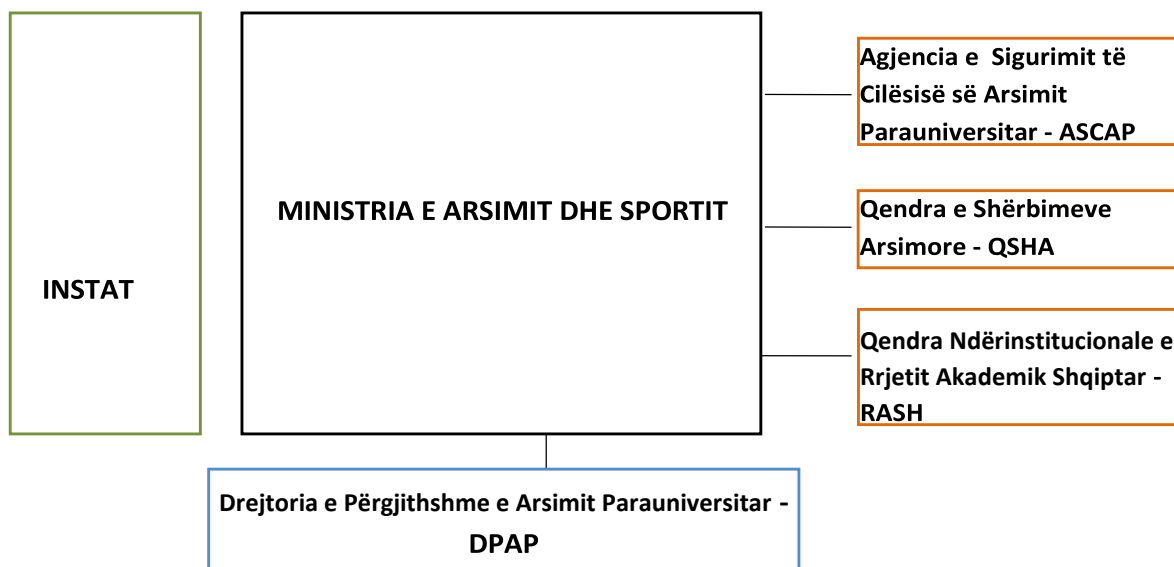 INSTAT
MINISTRIA E ARSIMIT DHE SPORTIT
Agjencia e Sigurimit të
Cilësisë së Arsimit
Parauniversitar - ASCAP
Qendra e Shërbimeve
Arsimore - QSHA
Qendra Ndërinstitucionale e
Rrjetit Akademik Shqiptar -
RASH
Drejtoria e Përgjithshme e Arsimit Parauniversitar -
DPAP